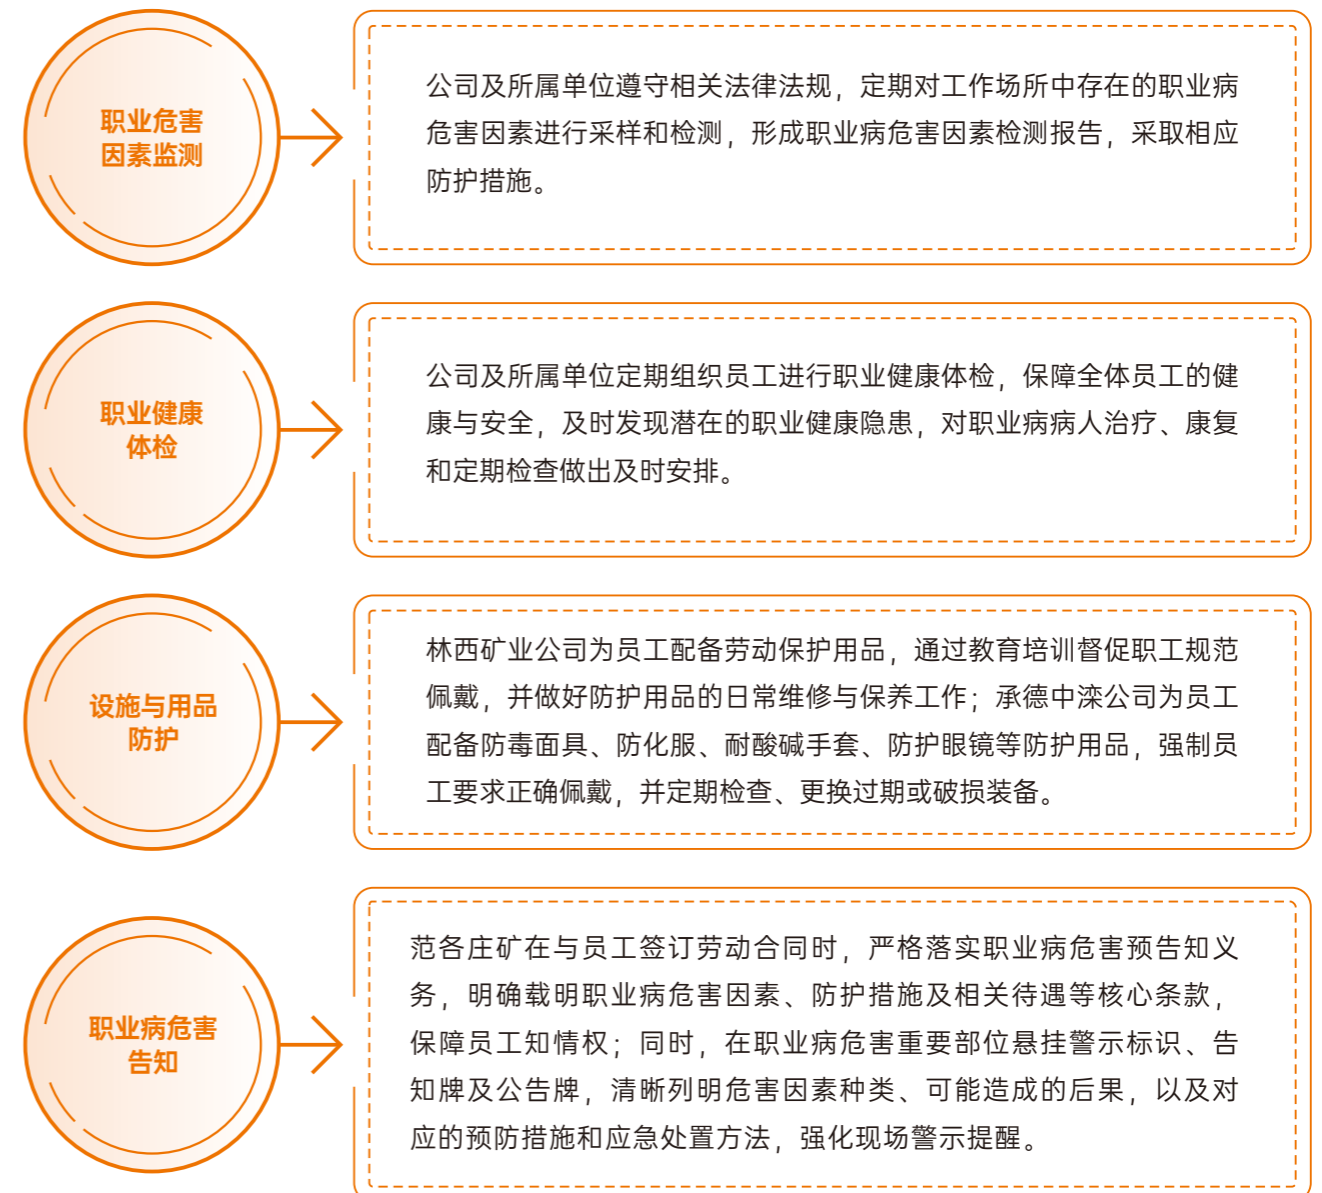 职业危害
因素监测
公司及所属单位遵守相关法律法规，定期对工作场所中存在的职业病
危害因素进行采样和检测，形成职业病危害因素检测报告，采取相应
防护措施。
职业健康
体检
公司及所属单位定期组织员工进行职业健康体检，保障全体员工的健
康与安全，及时发现潜在的职业健康隐患，对职业病病人治疗、康复
和定期检查做出及时安排。
设施与用品
防护
林西矿业公司为员工配备劳动保护用品，通过教育培训督促职工规范
佩戴，并做好防护用品的日常维修与保养工作；承德中滦公司为员工
配备防毒面具、防化服、耐酸碱手套、防护眼镜等防护用品，强制员
工要求正确佩戴，并定期检查、更换过期或破损装备。
职业病危害
告知
范各庄矿在与员工签订劳动合同时，严格落实职业病危害预告知义
务，明确载明职业病危害因素、防护措施及相关待遇等核心条款，
保障员工知情权；同时，在职业病危害重要部位悬挂警示标识、告
知牌及公告牌，清晰列明危害因素种类、可能造成的后果，以及对
应的预防措施和应急处置方法，强化现场警示提醒。